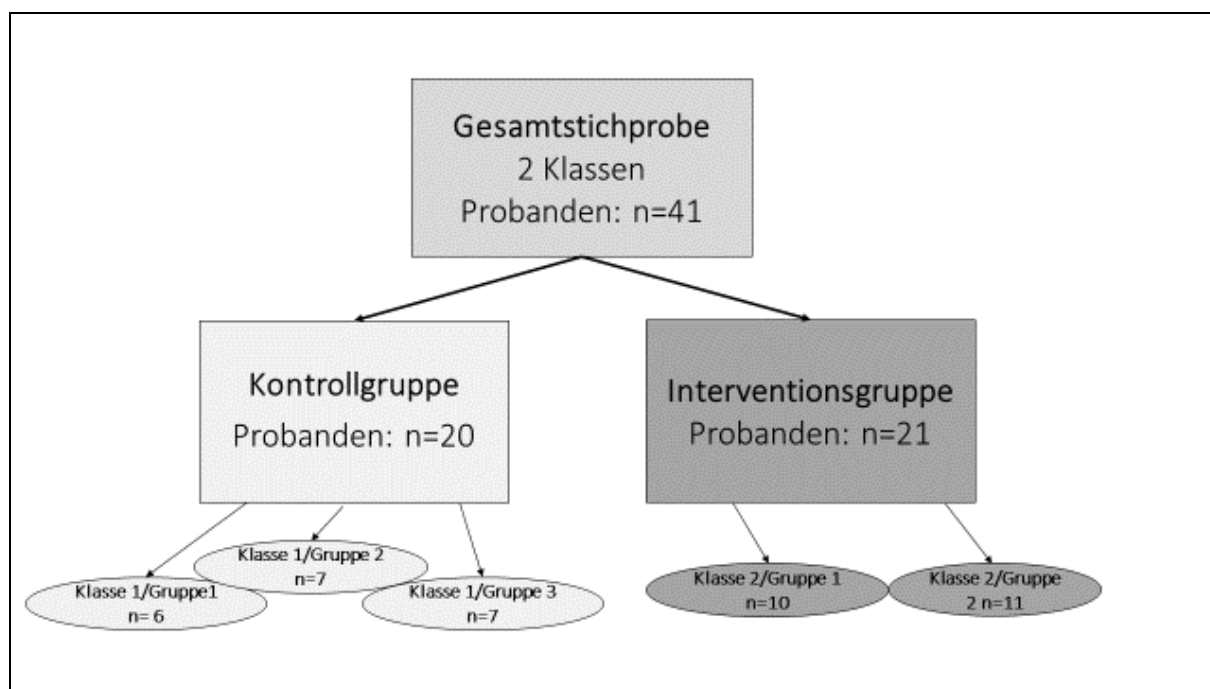 Gesamtstichprobe
2 Klassen
Probanden: n=41
Kontrollgruppe
Probanden: n=20
Interventionsgruppe
Probanden: n=21
Klasse 1/Gruppe1
n= 6
Klasse 1/Gruppe 2
n=7
Klasse 1/Gruppe 3
n=7
Klasse 2/Gruppe 1
n=10
Klasse 2/Gruppe
2 n=11